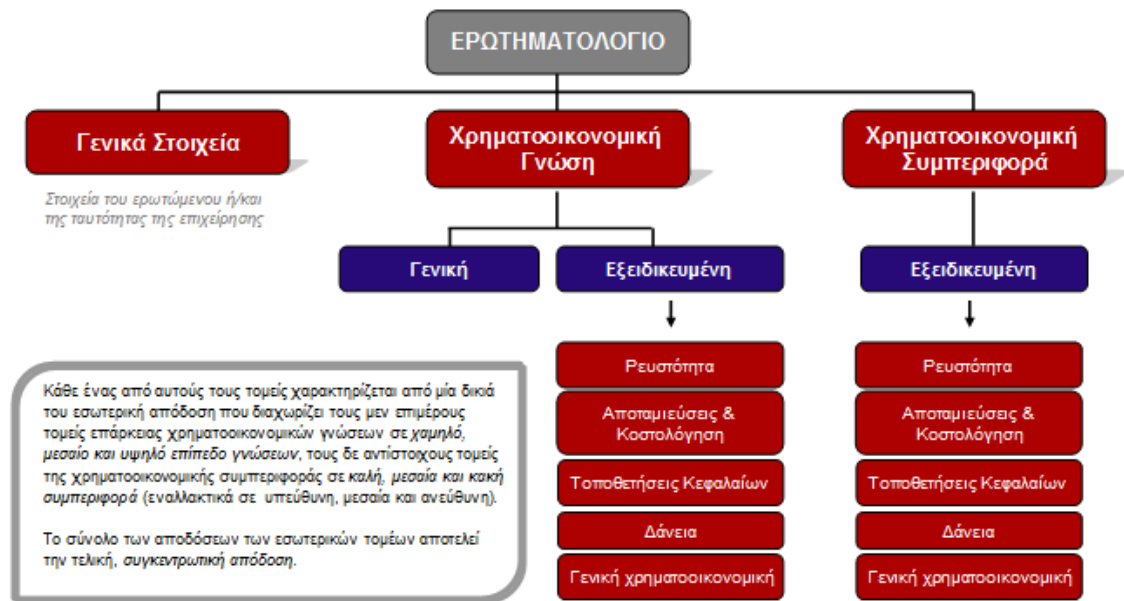 ΕΡΩΤΗΜΑΤΟΛΟΓΙΟ
Γενικά Στοιχεία
Στοιχεία του ερωτώμενου ή/και
της ταυτότητας της επιχείρησης
Χρηματοοικονομική
Γνώση
Χρηματοοικονομική
Συμπεριφορά
Γενική
Εξειδικευμένη
Εξειδικευμένη
Ρευστότητα
Αποταμιεύσεις &
Κοστολόγηση
Τοποθετήσεις Κεφαλαίων
Δάνεια
Γενική χρηματοοικονομική
Ρευστότητα
Αποταμιεύσεις &
Κοστολόγηση
Τοποθετήσεις Κεφαλαίων
Δάνεια
Γενική χρηματοοικονομική
Κάθε ένας από αυτούς τους τομείς χαρακτηρίζεται από μία δικιά
του εσωτερική απόδοση που διαχωρίζει τους μεν επιμέρους
τομείς επάρκειας χρηματοοικονομικών γνώσεων σε χαμηλό,
μεσαίο και υψηλό επίπεδο γνώσεων, τους δε αντίστοιχους τομείς
της χρηματοοικονομικής συμπεριφοράς σε καλή, μεσαία και κακή
συμπεριφορά (εναλλακτικά σε υπεύθυνη, μεσαία και ανεύθυνη).
Το σύνολο των αποδόσεων των εσωτερικών τομέων αποτελεί
την τελική, συγκεντρωτική απόδοση.